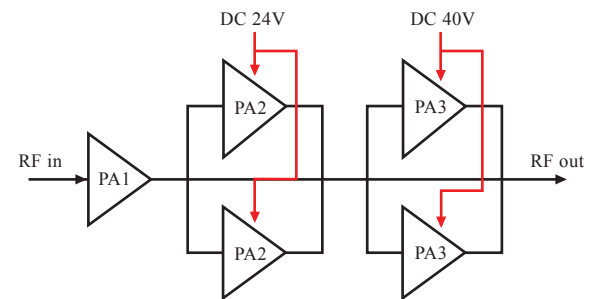 DC 24V
DC 40V
PA2
PA3
RF in
PA1
RF out
PA2
PA3